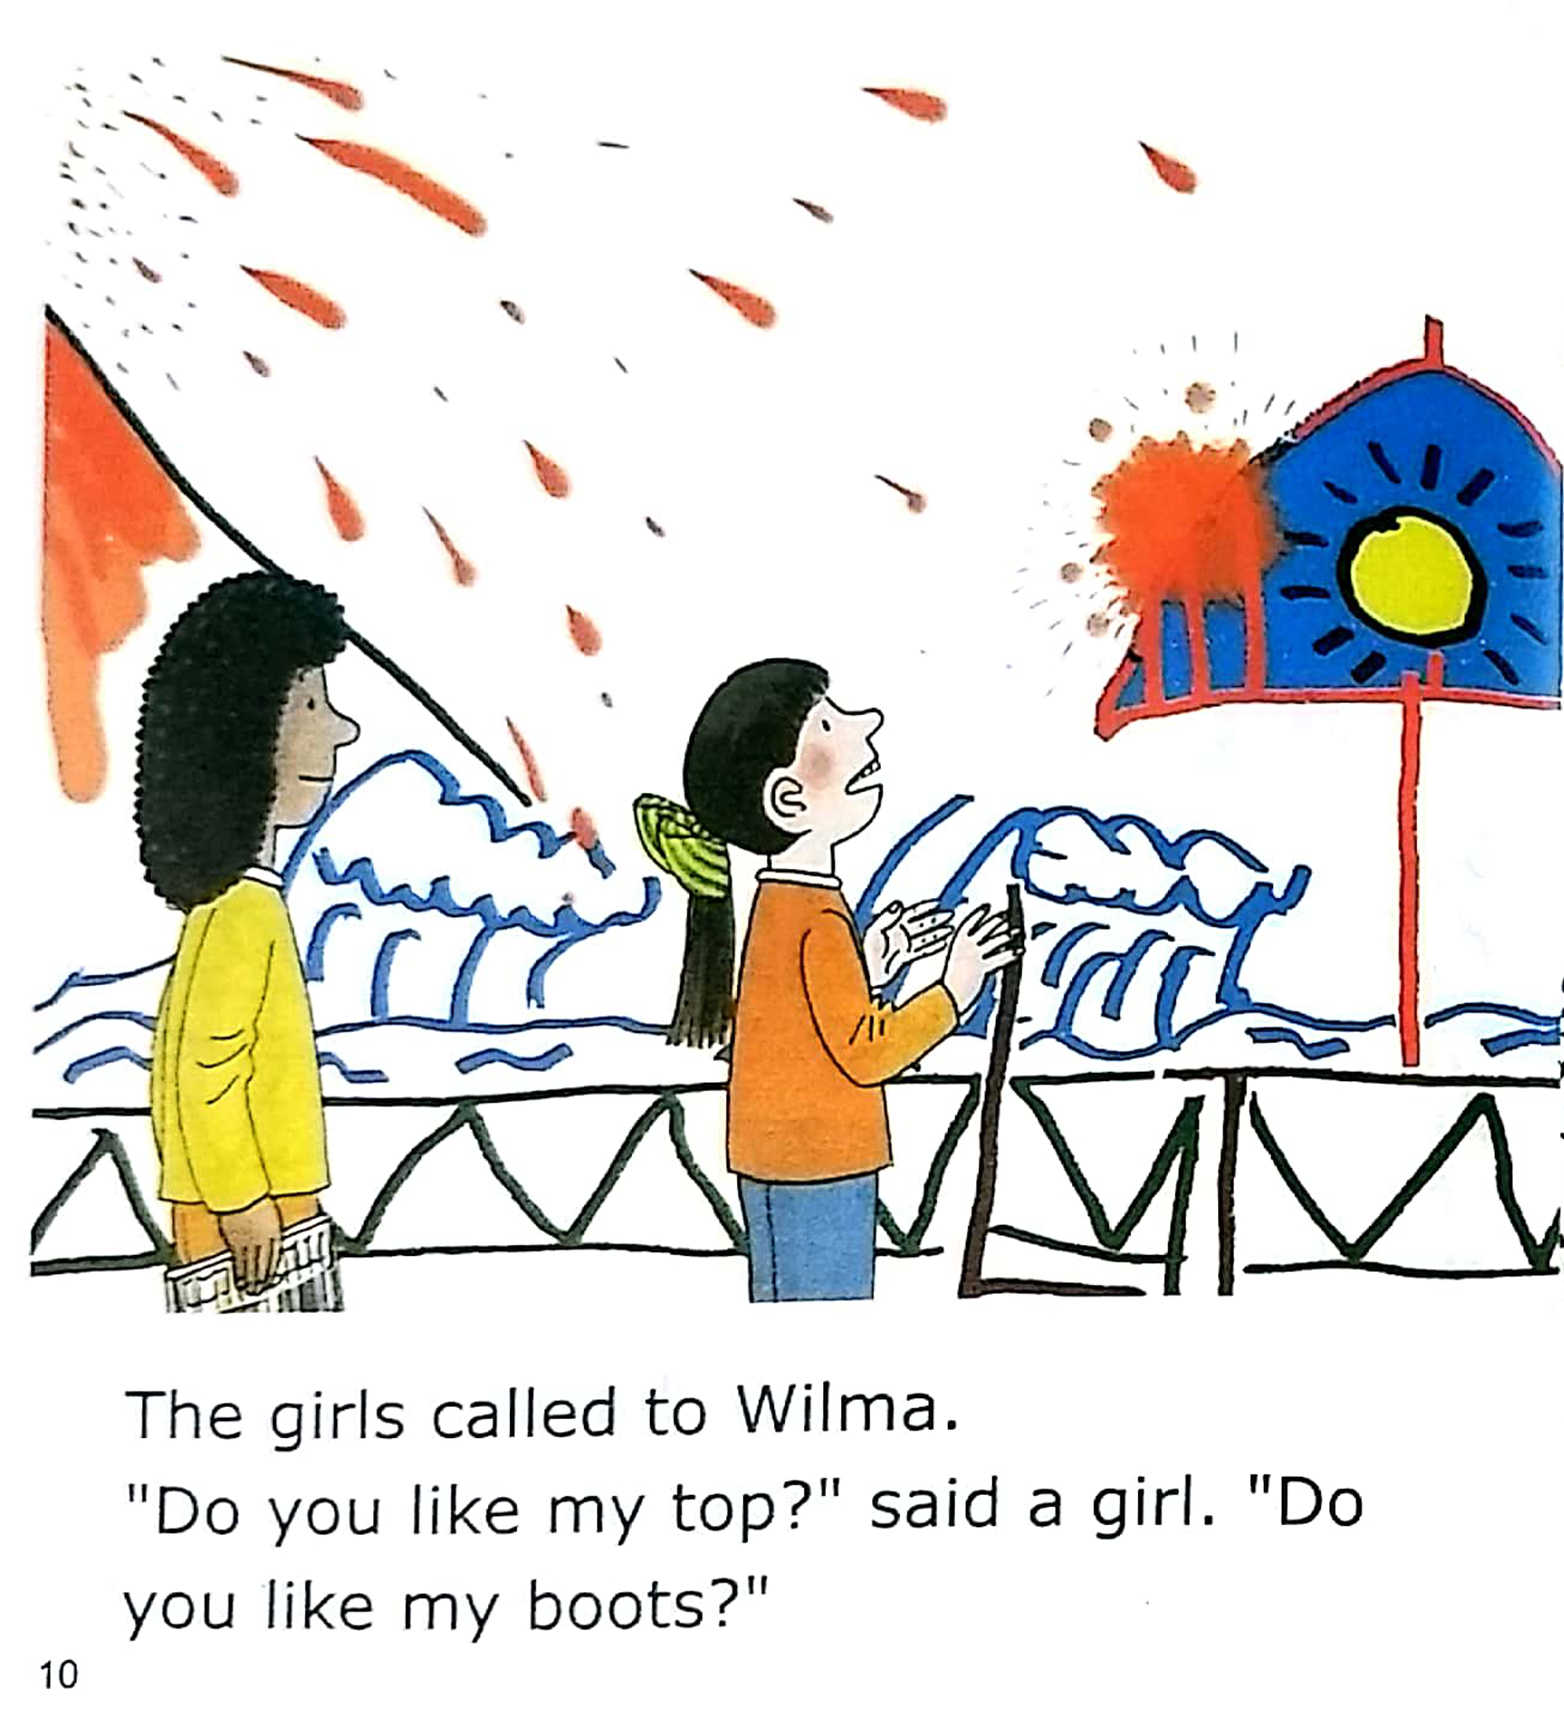 The girls called to Wilma.
"Do you like my top?" said a girl. "Do
you like my boots?"
10